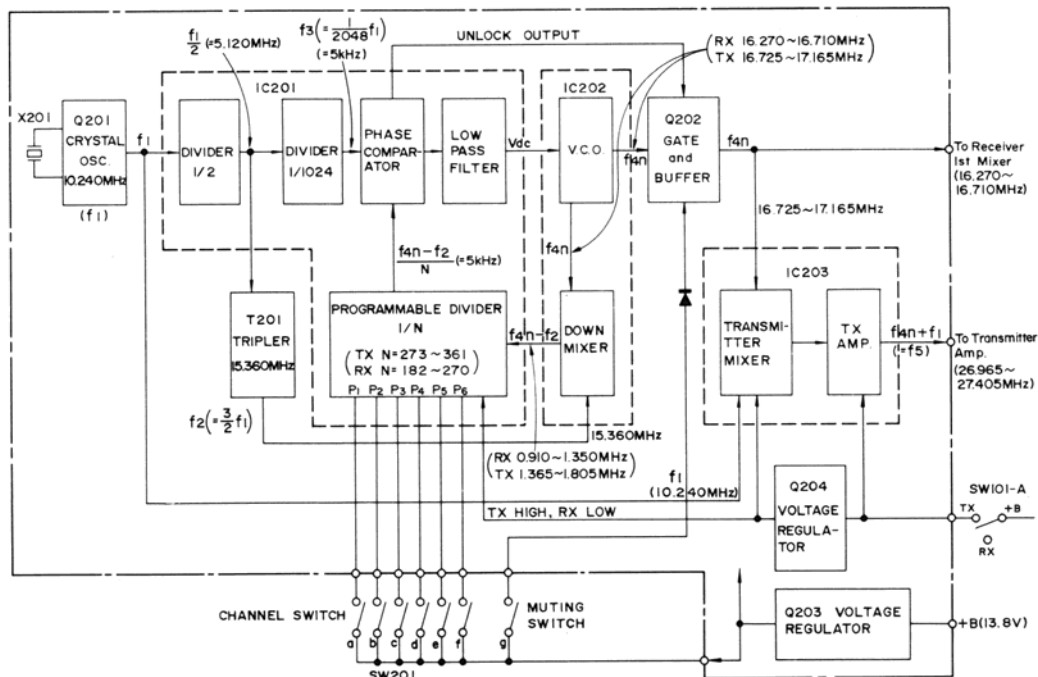 f1/2 (=5.120MHz)
f3(= 1/2048 f1)
(=5kHz)
UNLOCK OUTPUT
(RX 16.270~16.710MHz
TX 16.725~17.165MHz)
X201
Q201
CRYSTAL
OSC.
10.240MHz
(f1)
f1
IC201
DIVIDER
1/2
DIVIDER
1/1024
PHASE
COMPAR-
ATOR
LOW
PASS
FILTER
Vdc
IC202
V.C.O.
f4n
Q202
GATE
and
BUFFER
f4n
To Receiver
1st Mixer
(16.270~
16.710MHz)
f4n
16.725~17.165MHz
f4n-f2/N (=5kHz)
IC203
T201
TRIPLER
15.360MHz
PROGRAMMABLE DIVIDER
1/N
(TX N=273~361
RX N=182~270)
P1 P2 P3 P4 P5 P6
f4n-f2
DOWN
MIXER
TRANSMI-
TTER
MIXER
TX
AMP.
f4n+f1
(=f5)
To Transmitter
Amp.
(26.965~
27.405MHz)
f2(= 3/2 f1)
15.360MHz
(RX 0.910~1.350MHz
TX 1.365~1.805MHz)
f1
(10.240MHz)
TX HIGH, RX LOW
Q204
VOLTAGE
REGULA-
TOR
SW101-A
TX +B
RX
CHANNEL SWITCH
MUTING
SWITCH
a b c d e f g
SW201
Q203 VOLTAGE
REGULATOR
+B(13.8V)